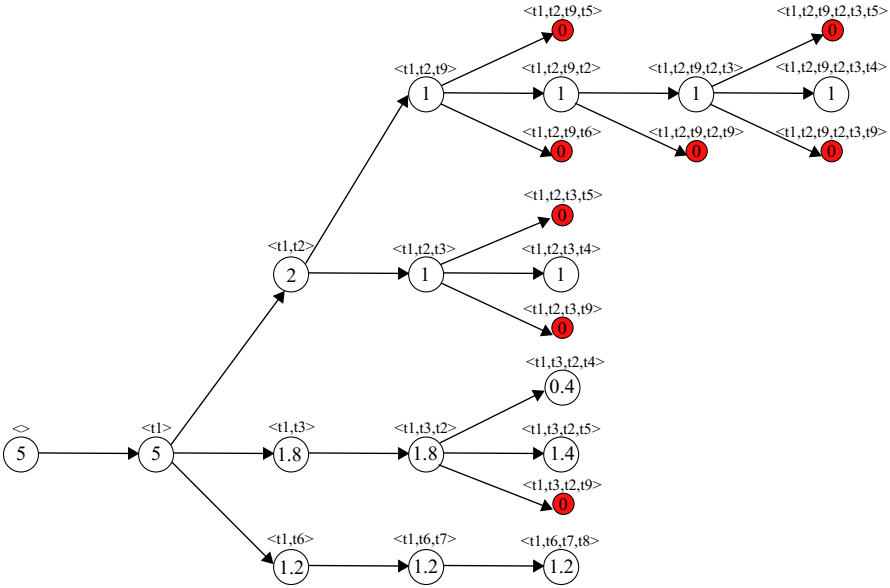 <t1,t2,t9,t5>
0
<t1,t2,t9,t2,t3,t5>
0
<t1,t2,t9>
1
<t1,t2,t9,t2>
1
<t1,t2,t9,t2,t3>
1
<t1,t2,t9,t2,t3,t4>
1
<t1,t2,t9,t6>
0
<t1,t2,t9,t2,t9>
0
<t1,t2,t9,t2,t3,t9>
0
<t1,t2,t3,t5>
0
<t1,t2>
2
<t1,t2,t3>
1
<t1,t2,t3,t4>
1
<t1,t2,t3,t9>
0
<t1,t3,t2,t4>
0.4
<>
5
<t1>
5
<t1,t3>
1.8
<t1,t3,t2>
1.8
<t1,t3,t2,t5>
1.4
<t1,t3,t2,t9>
0
<t1,t6>
1.2
<t1,t6,t7>
1.2
<t1,t6,t7,t8>
1.2